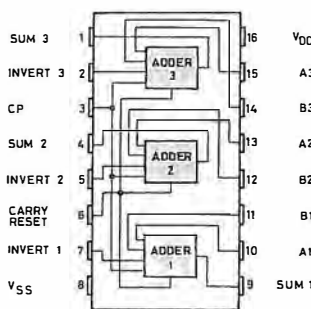 SUM 3 1 16 V_DD
INVERT 3 2 ADDER 3 15 A3
CP 3 14 B3
SUM 2 4 13 A2
INVERT 2 5 ADDER 2 12 B2
CARRY RESET 6 11 B1
INVERT 1 7 ADDER 1 10 A1
V_SS 8 9 SUM 1